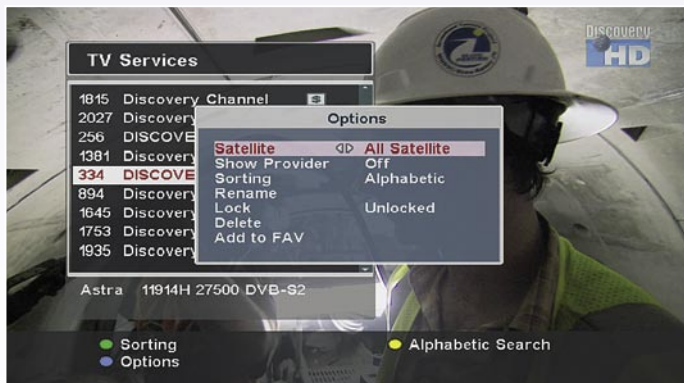 Discovery
HD
TV Services
1815 Discovery Channel S
2027 Discovery
256 DISCOVE
1381 Discovery
334 DISCOVE
894 Discovery
1645 Discovery
1753 Discovery
1935 Discovery
Options
Satellite All Satellite
Show Provider Off
Sorting Alphabetic
Rename
Lock Unlocked
Delete
Add to FAV
Astra 11914H 27500 DVB-S2
Sorting
Alphabetic Search
Options